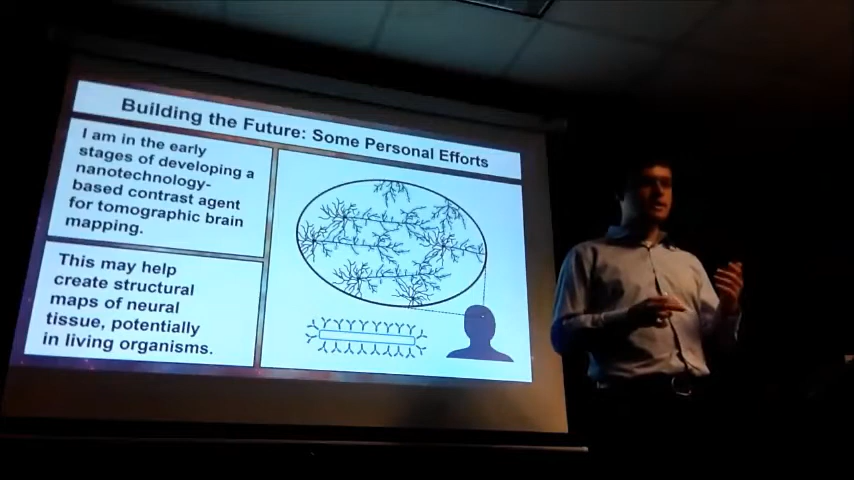 Building the Future: Some Personal Efforts
I am in the early
stages of developing a
nanotechnology-
based contrast agent
for tomographic brain
mapping.
This may help
create structural
maps of neural
tissue, potentially
in living organisms.